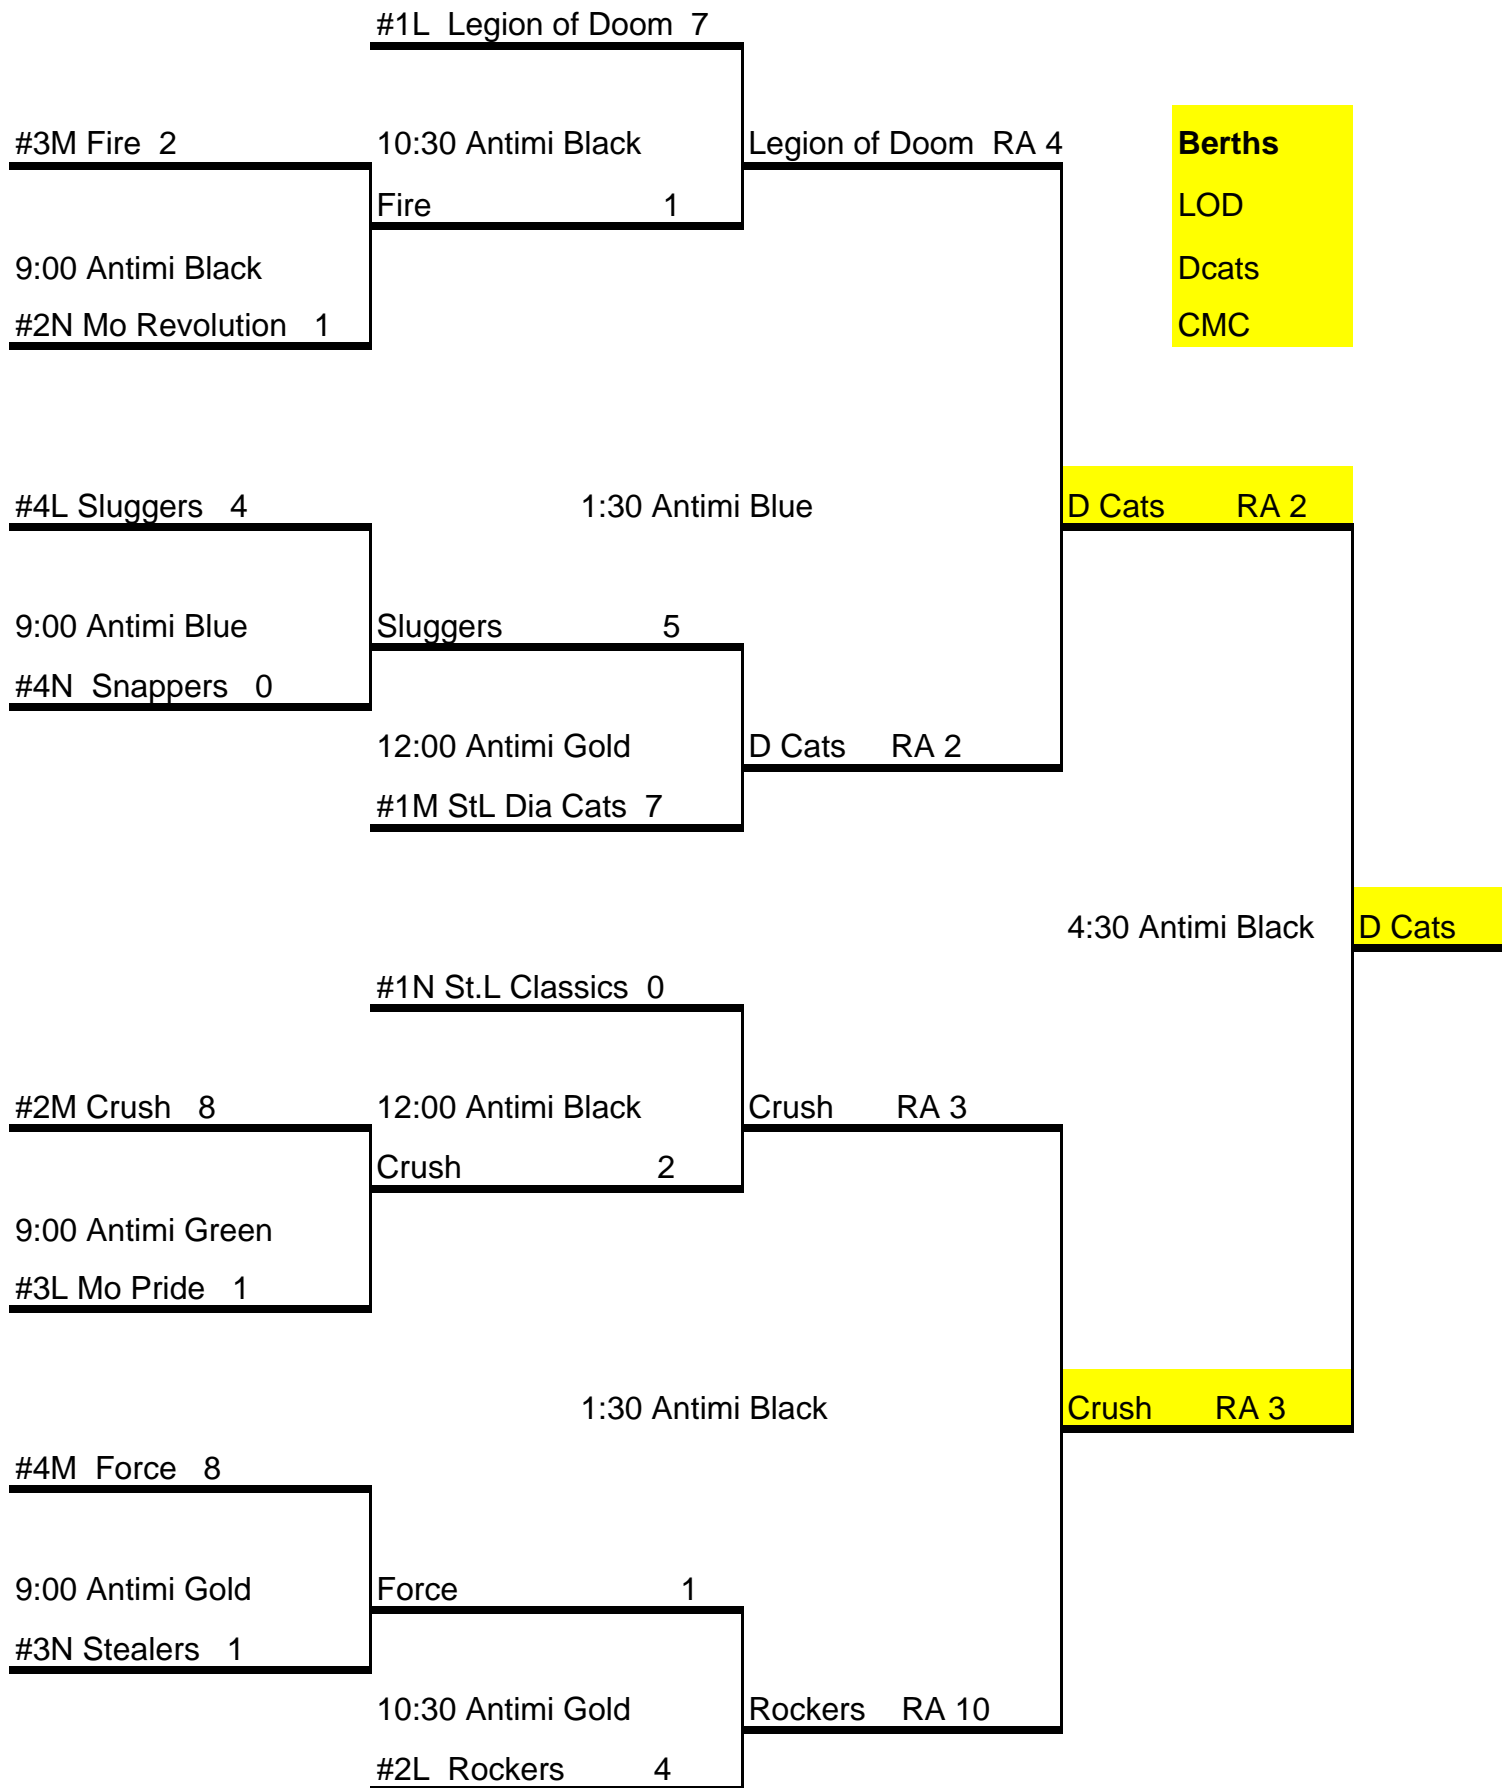 #1L Legion of Doom 7
#3M Fire 2
10:30 Antimi Black
Legion of Doom RA 4
Berths
Fire 1
LOD
9:00 Antimi Black
Dcats
#2N Mo Revolution 1
CMC
#4L Sluggers 4
1:30 Antimi Blue
D Cats RA 2
9:00 Antimi Blue
Sluggers 5
#4N Snappers 0
12:00 Antimi Gold
D Cats RA 2
#1M StL Dia Cats 7
4:30 Antimi Black
D Cats
#1N St.L Classics 0
#2M Crush 8
12:00 Antimi Black
Crush RA 3
Crush 2
9:00 Antimi Green
#3L Mo Pride 1
1:30 Antimi Black
Crush RA 3
#4M Force 8
9:00 Antimi Gold
Force 1
#3N Stealers 1
10:30 Antimi Gold
Rockers RA 10
#2L Rockers 4